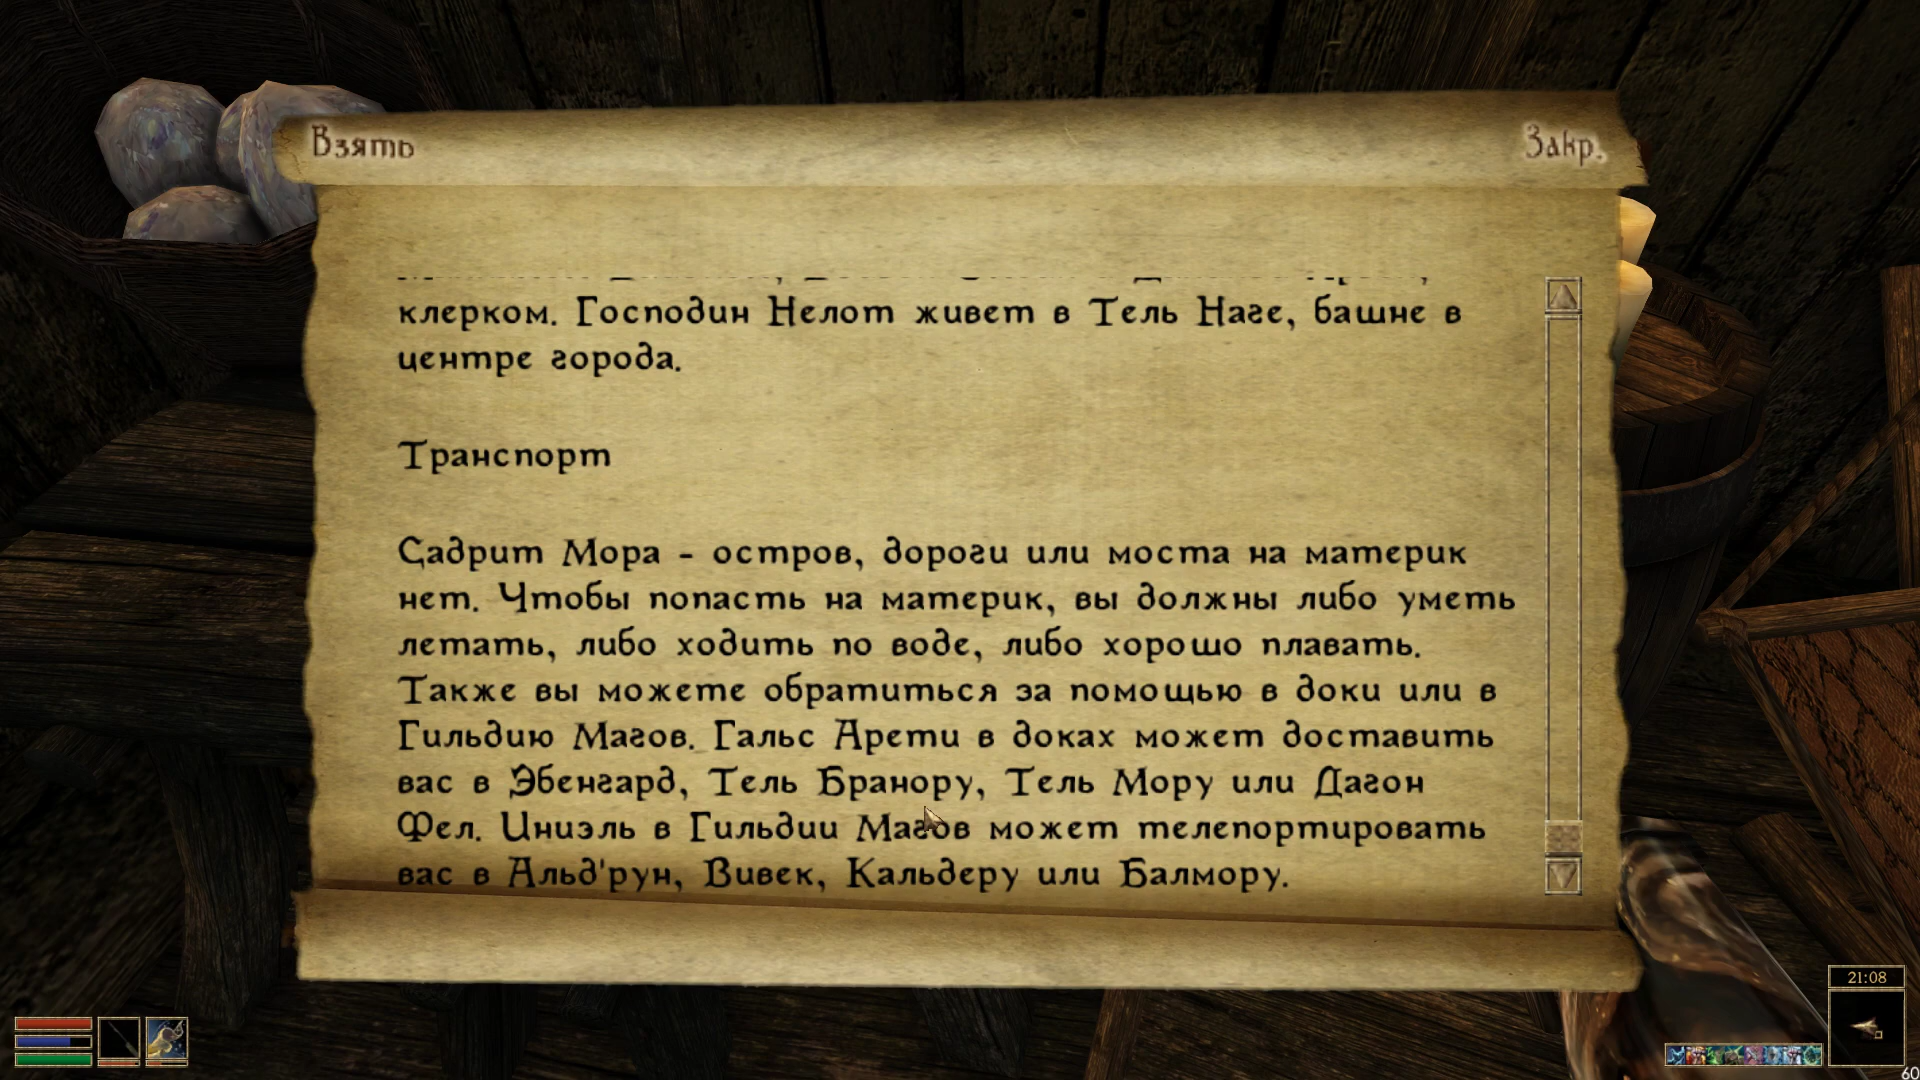 Взять
Закр.
клерком. Господин Нелот живет в Тель Наге, башне в
центре города.
Транспорт
Садрит Мора - остров, дороги или моста на материк
нет. Чтобы попасть на материк, вы должны либо уметь
летать, либо ходить по воде, либо хорошо плавать.
Также вы можете обратиться за помощью в доки или в
Гильдию Магов. Гальс Арети в доках может доставить
вас в Эбенгард, Тель Бранору, Тель Мору или Дагон
Фел. Иниэль в Гильдии Магов может телепортировать
вас в Альд'рун, Вивек, Кальдеру или Балмору.
21:08
60